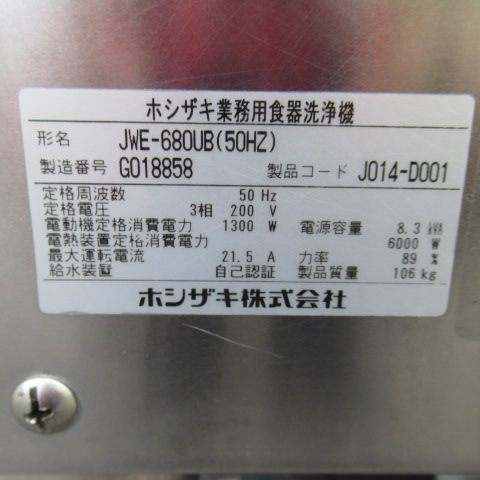 ホシザキ業務用食器洗浄機
形名 JWE-680UB(50HZ)
製造番号 G018858 製品コード J014-D001
定格周波数 50 Hz
定格電圧 3相 200 V
電動機定格消費電力 1300 W 電源容量 8.3 kVA
電熱装置定格消費電力 6000 W
最大運転電流 21.5 A 力率 89 %
給水装置 自己認証 製品質量 106 kg
ホシザキ株式会社